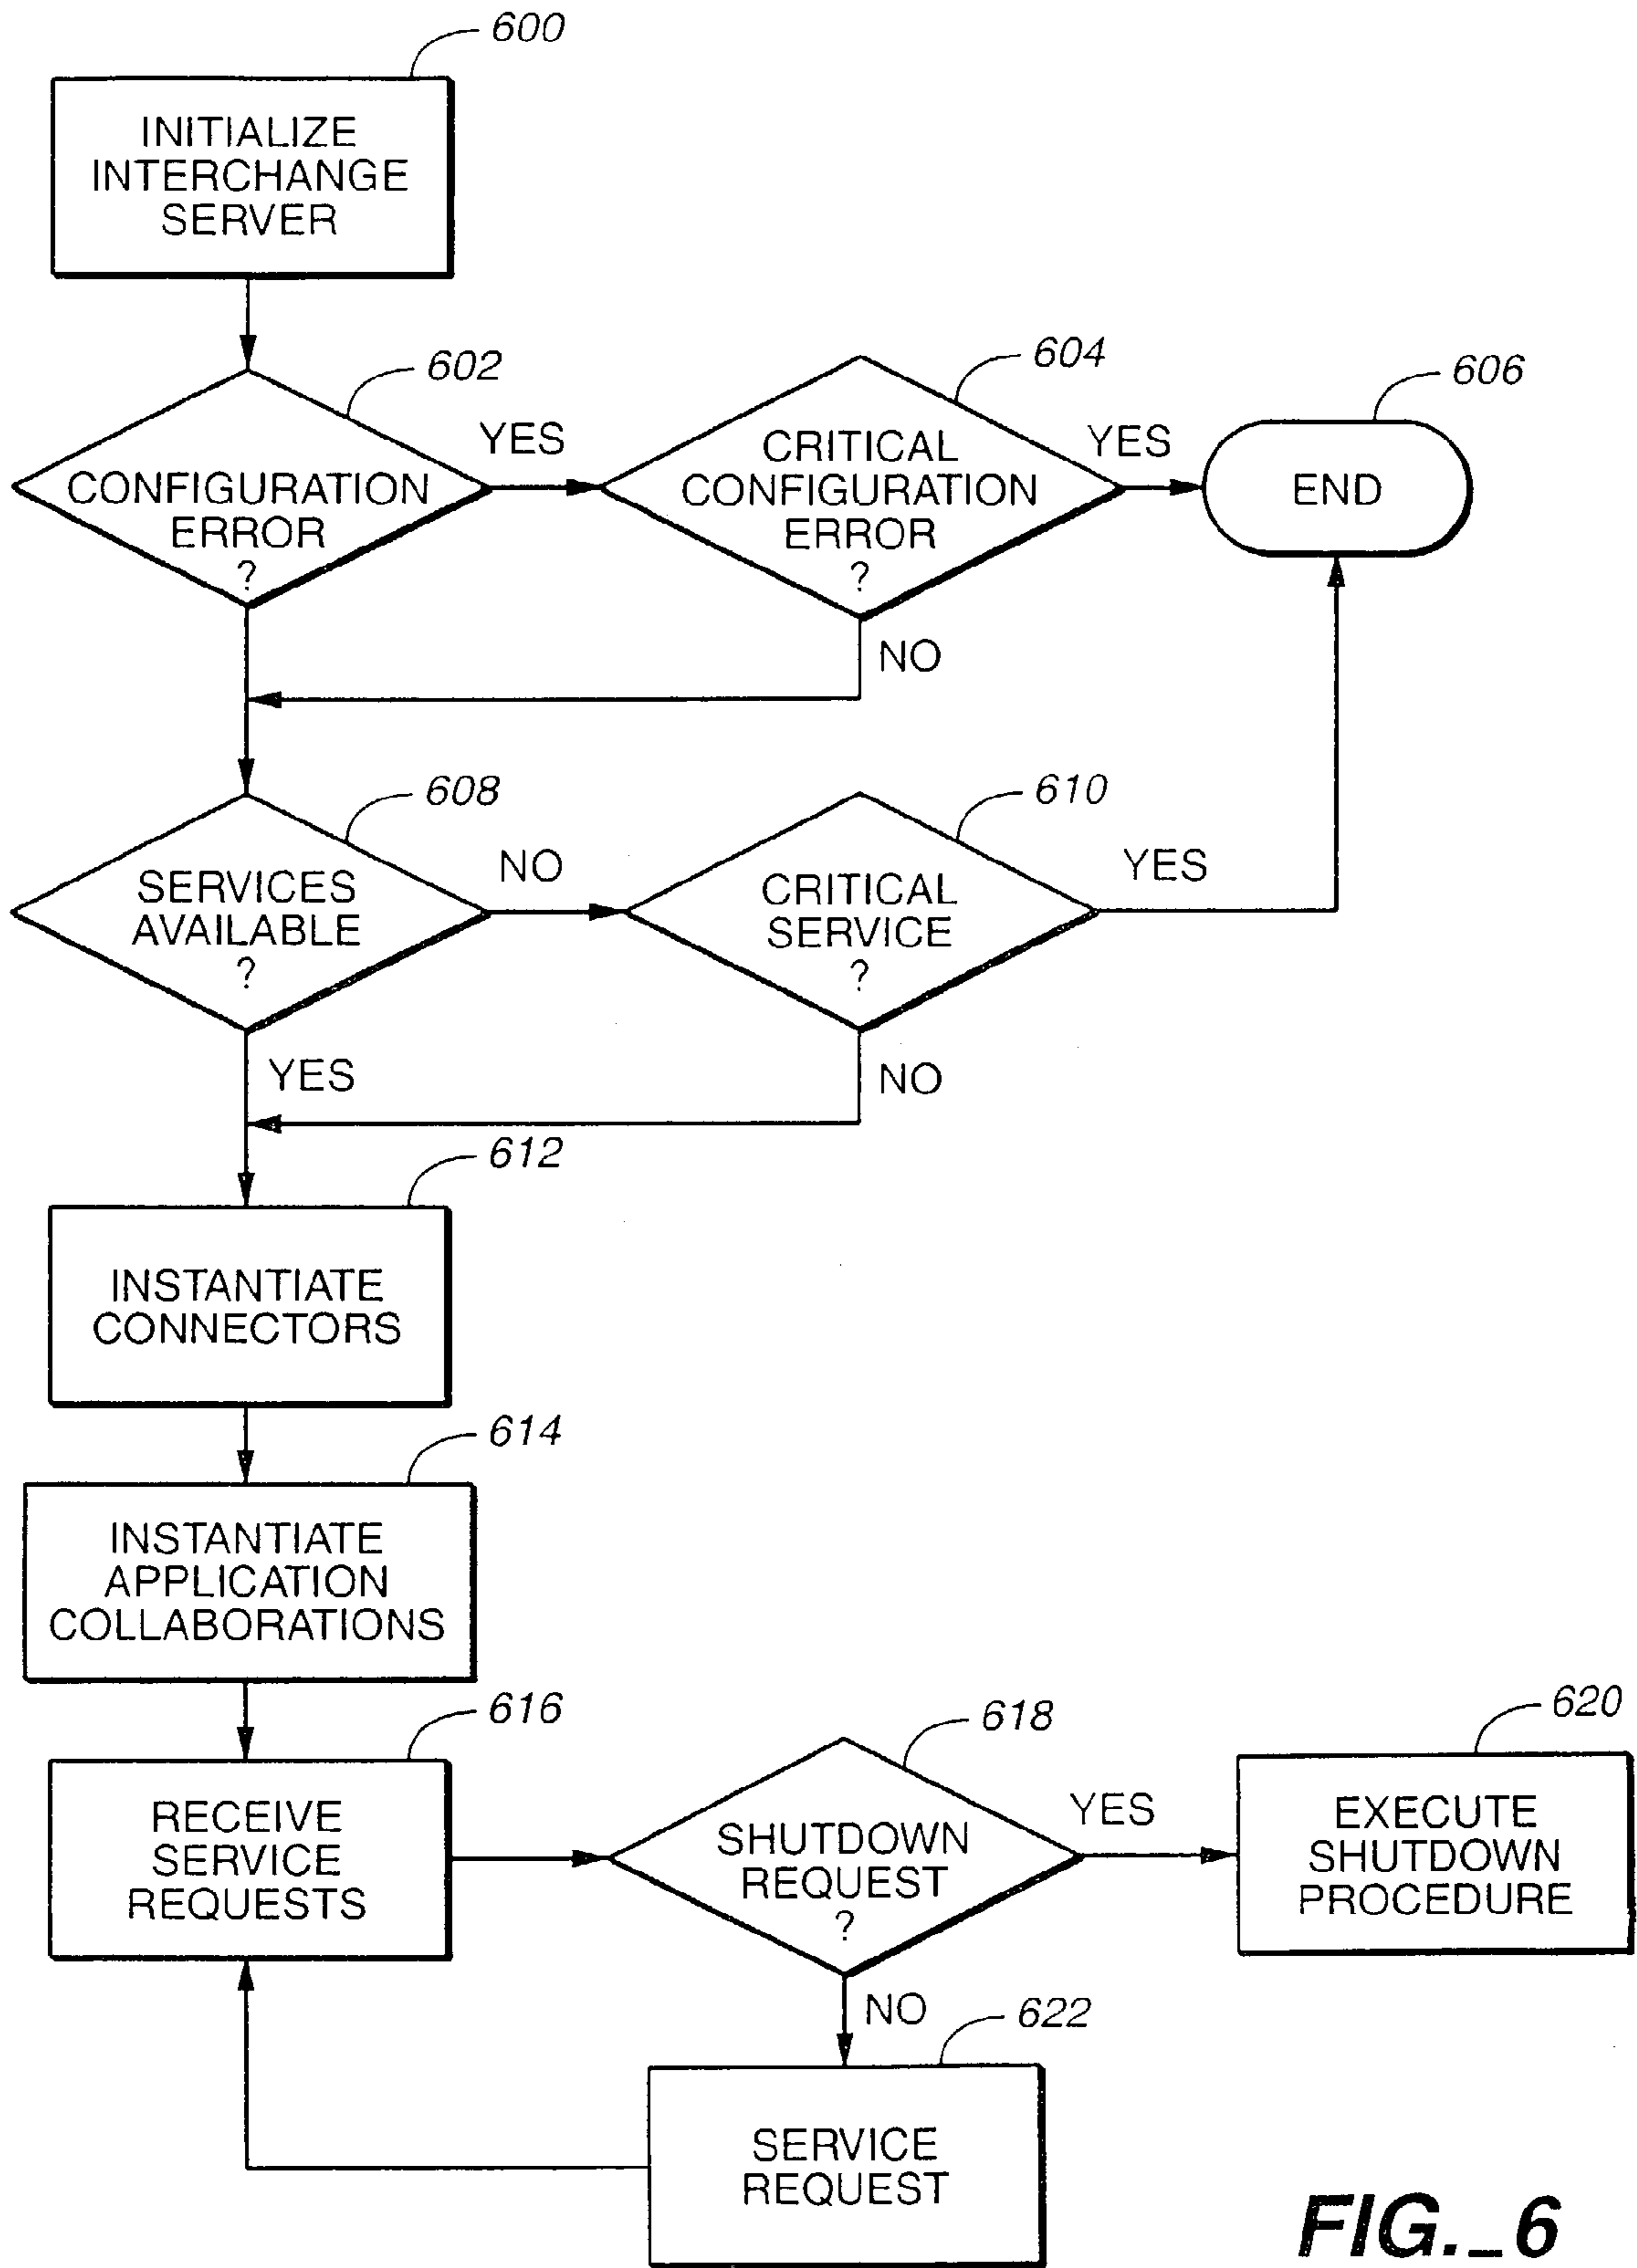 600
INITIALIZE
INTERCHANGE
SERVER
602
CONFIGURATION
ERROR
?
YES
604
CRITICAL
CONFIGURATION
ERROR
?
YES
606
END
NO
608
SERVICES
AVAILABLE
?
NO
610
CRITICAL
SERVICE
?
YES
YES
NO
612
INSTANTIATE
CONNECTORS
614
INSTANTIATE
APPLICATION
COLLABORATIONS
616
RECEIVE
SERVICE
REQUESTS
618
SHUTDOWN
REQUEST
?
YES
620
EXECUTE
SHUTDOWN
PROCEDURE
NO
622
SERVICE
REQUEST
FIG._6